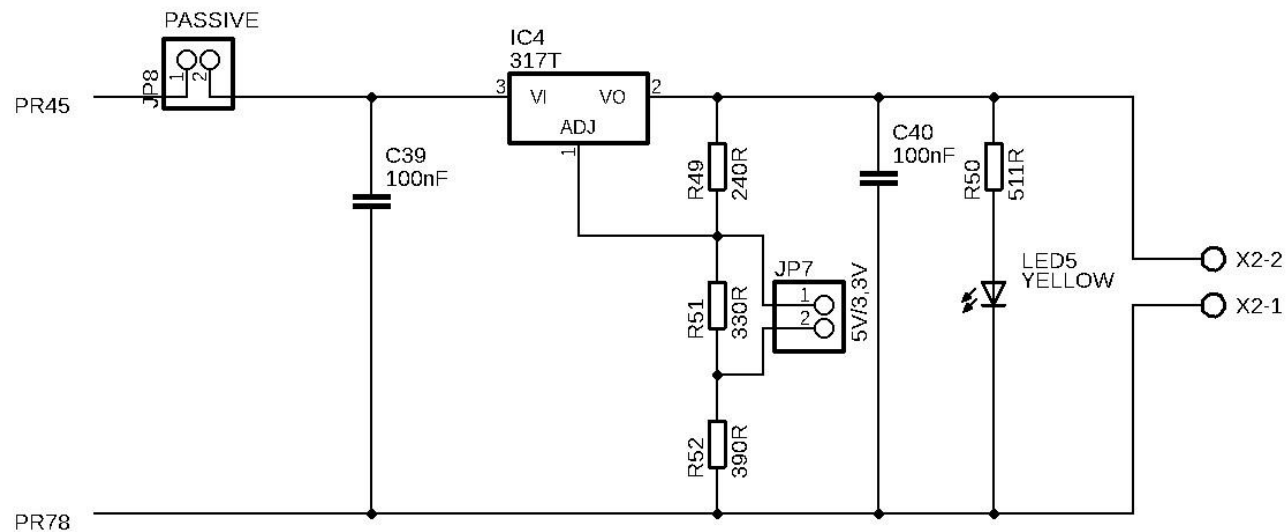 PASSIVE
JP8
1
2
PR45
IC4
317T
3
VI
VO
2
ADJ
1
C39
100nF
R49
240R
C40
100nF
R50
511R
JP7
1
2
5V/3,3V
R51
330R
LED5
YELLOW
X2-2
X2-1
R52
390R
PR78